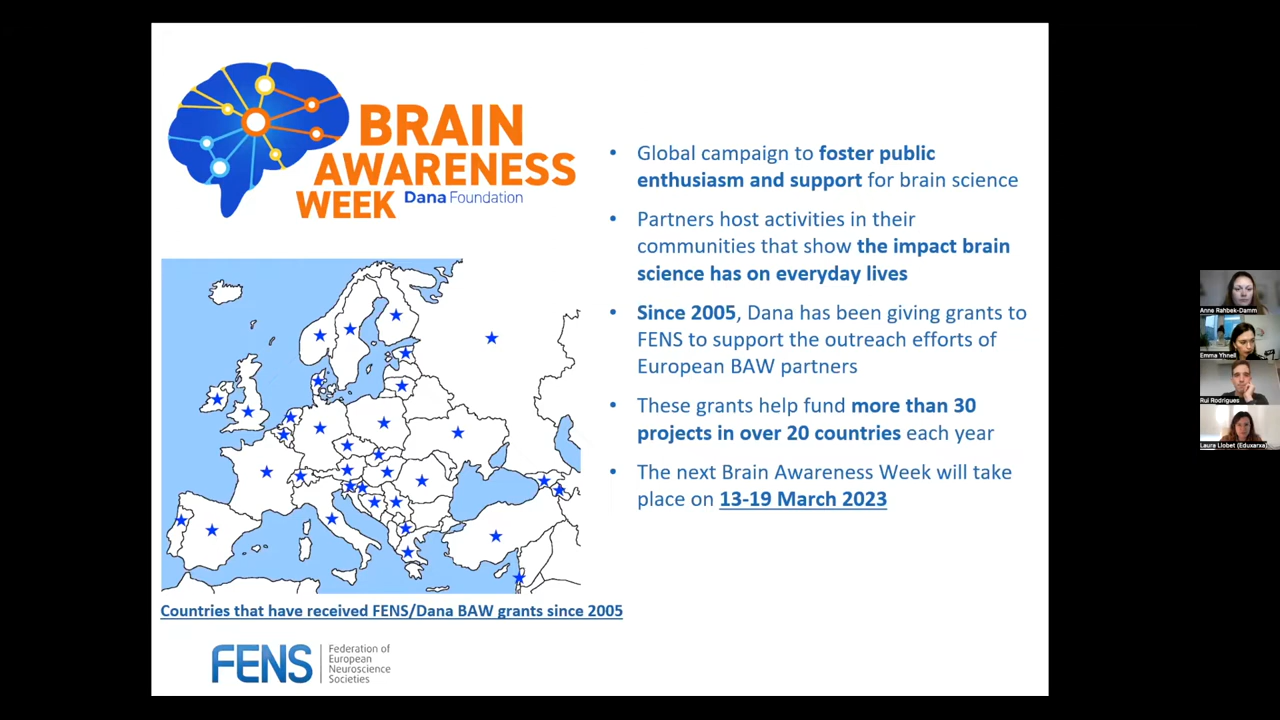 BRAIN
AWARENESS
WEEK Dana Foundation
• Global campaign to foster public
enthusiasm and support for brain science
• Partners host activities in their
communities that show the impact brain
science has on everyday lives
• Since 2005, Dana has been giving grants to
FENS to support the outreach efforts of
European BAW partners
• These grants help fund more than 30
projects in over 20 countries each year
• The next Brain Awareness Week will take
place on 13-19 March 2023
Countries that have received FENS/Dana BAW grants since 2005
FENS
Federation of
European
Neuroscience
Societies
Anne Rahbek-Damm
Emma Yhnell
Rui Rodrigues
Laura Llobet (Eduxarxa)